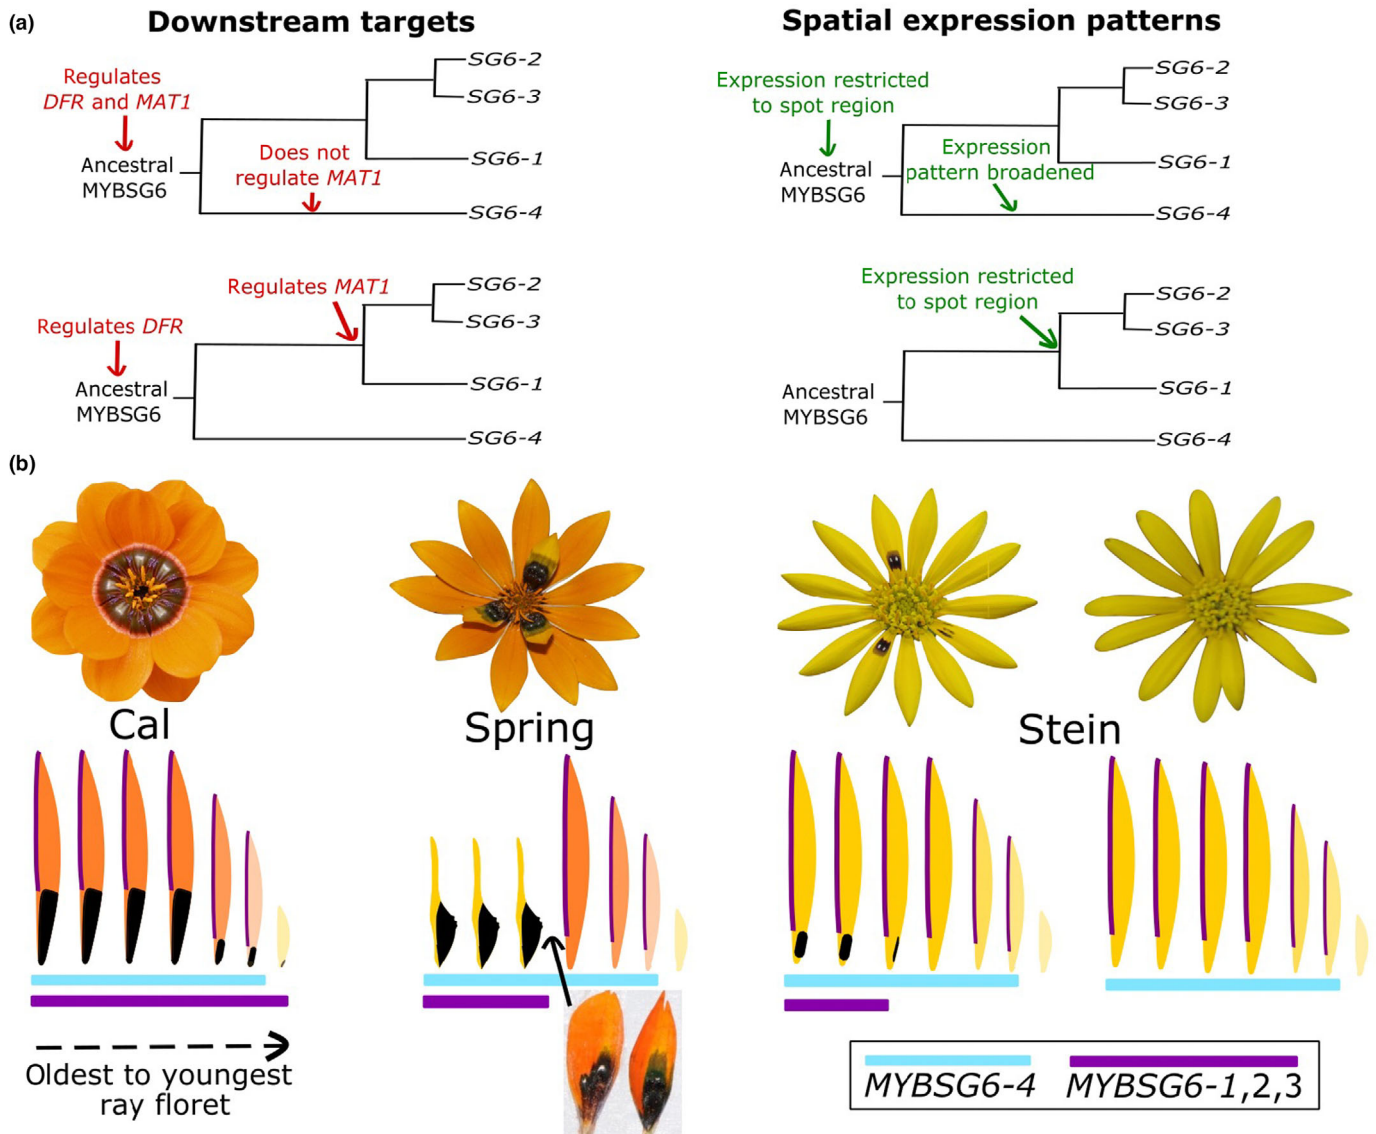 (a)
Downstream targets
Spatial expression patterns
Regulates
DFR and MAT1
Ancestral
MYBSG6
Does not
regulate MAT1
SG6-2
SG6-3
SG6-1
SG6-4
Expression restricted
to spot region
Ancestral
MYBSG6
Expression
pattern broadened
SG6-2
SG6-3
SG6-1
SG6-4
Regulates DFR
Ancestral
MYBSG6
Regulates MAT1
SG6-2
SG6-3
SG6-1
SG6-4
Expression restricted
to spot region
Ancestral
MYBSG6
SG6-2
SG6-3
SG6-1
SG6-4
(b)
Cal
Spring
Stein
Oldest to youngest
ray floret
MYBSG6-4
MYBSG6-1,2,3